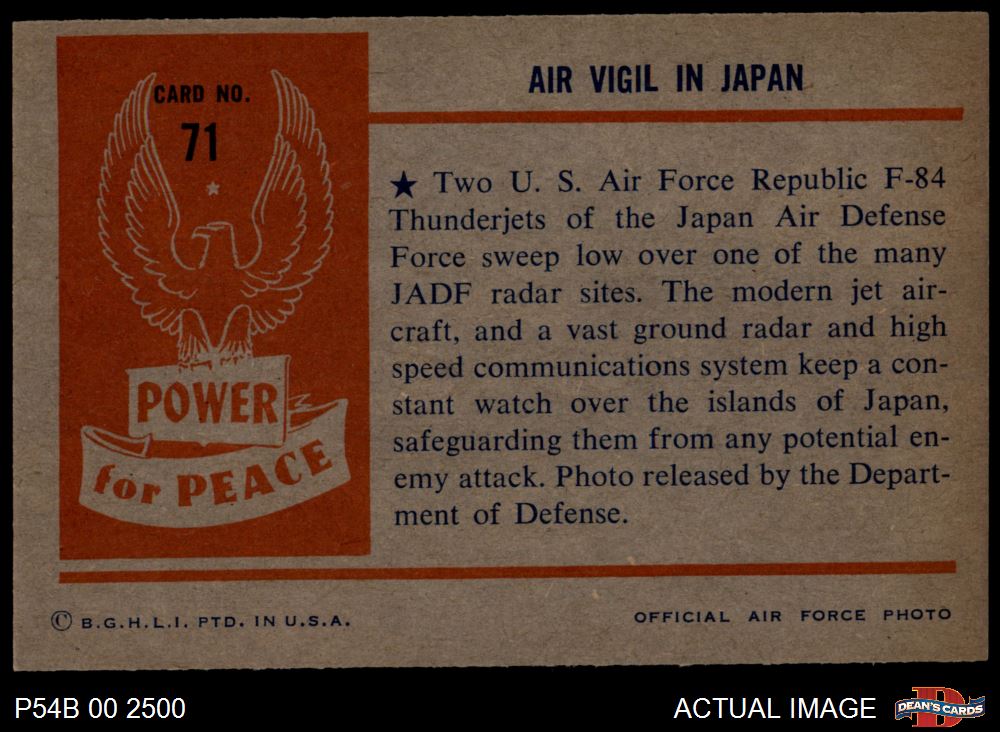 CARD NO.
71
POWER
for PEACE
AIR VIGIL IN JAPAN
★ Two U. S. Air Force Republic F-84
Thunderjets of the Japan Air Defense
Force sweep low over one of the many
JADF radar sites. The modern jet air-
craft, and a vast ground radar and high
speed communications system keep a con-
stant watch over the islands of Japan,
safeguarding them from any potential en-
emy attack. Photo released by the Depart-
ment of Defense.
© B.G.H.L.I. PTD. IN U.S.A.
OFFICIAL AIR FORCE PHOTO
P54B 00 2500
ACTUAL IMAGE
D
DEAN'S CARDS